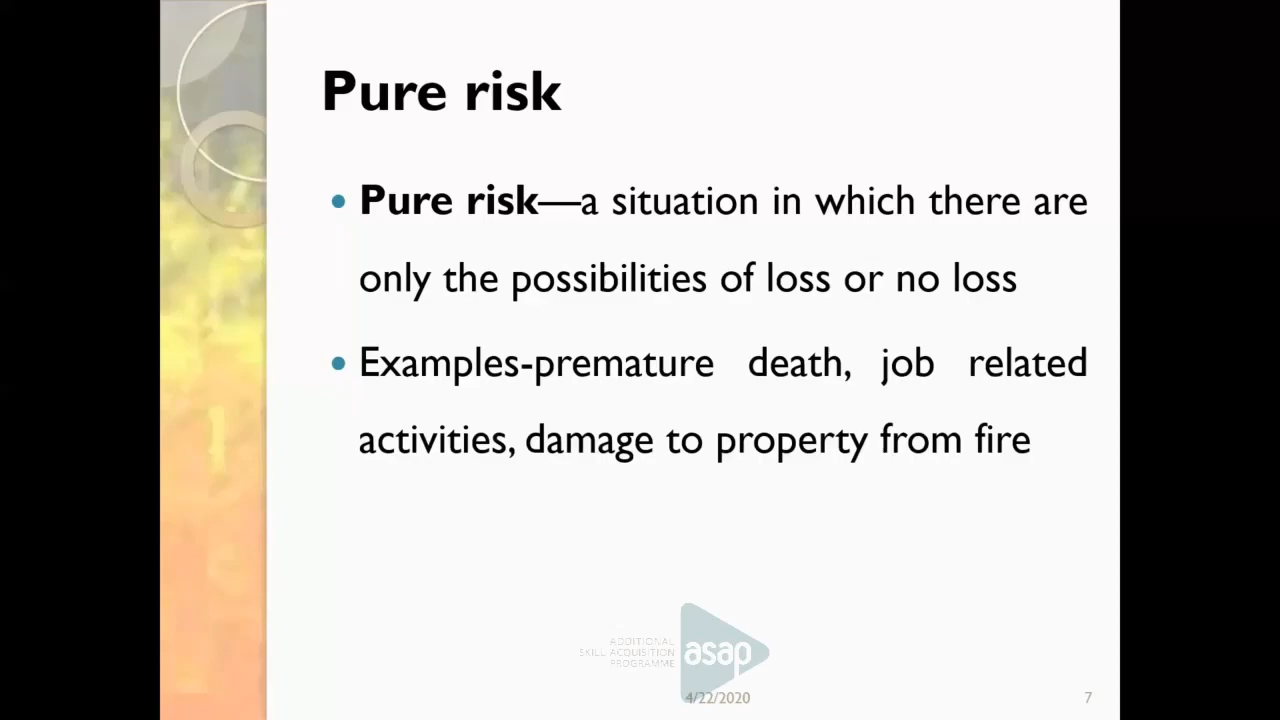 Pure risk
• Pure risk—a situation in which there are
only the possibilities of loss or no loss
• Examples-premature death, job related
activities, damage to property from fire
ADDITIONAL
SKILL ACQUISITION
PROGRAMME
asap
4/22/2020
7